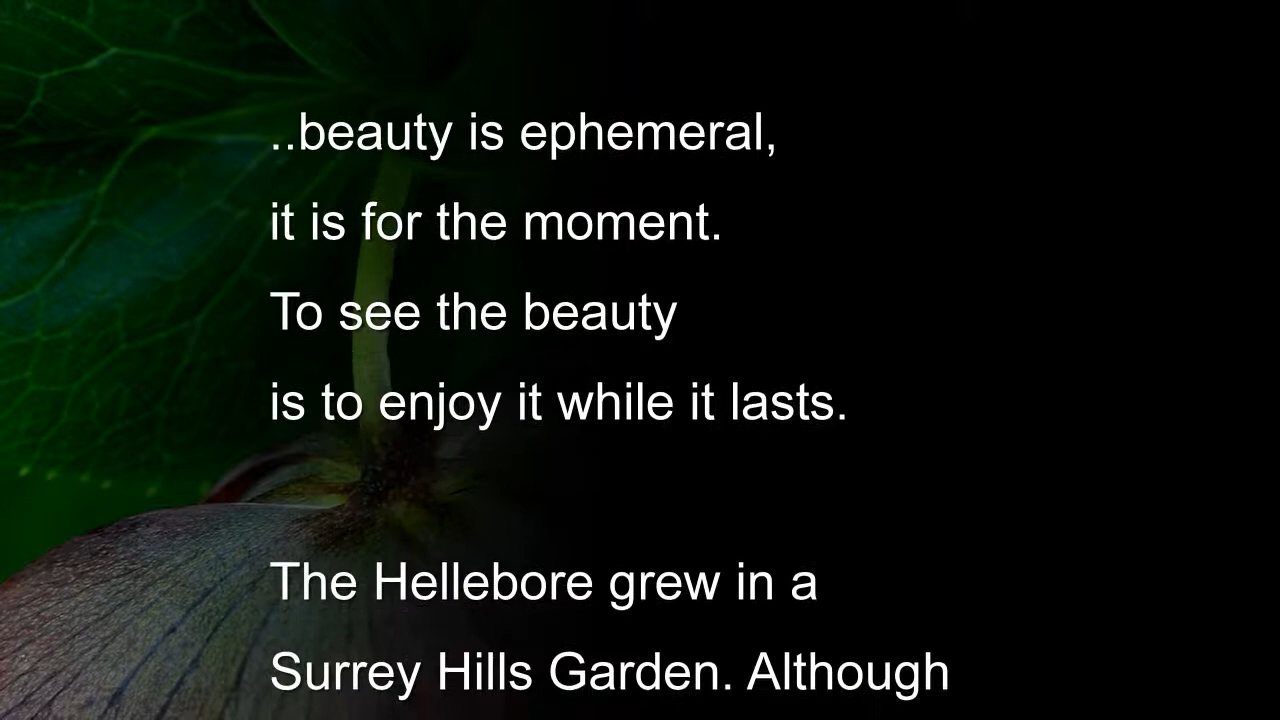 ..beauty is ephemeral,
it is for the moment.
To see the beauty
is to enjoy it while it lasts.
The Hellebore grew in a
Surrey Hills Garden. Although